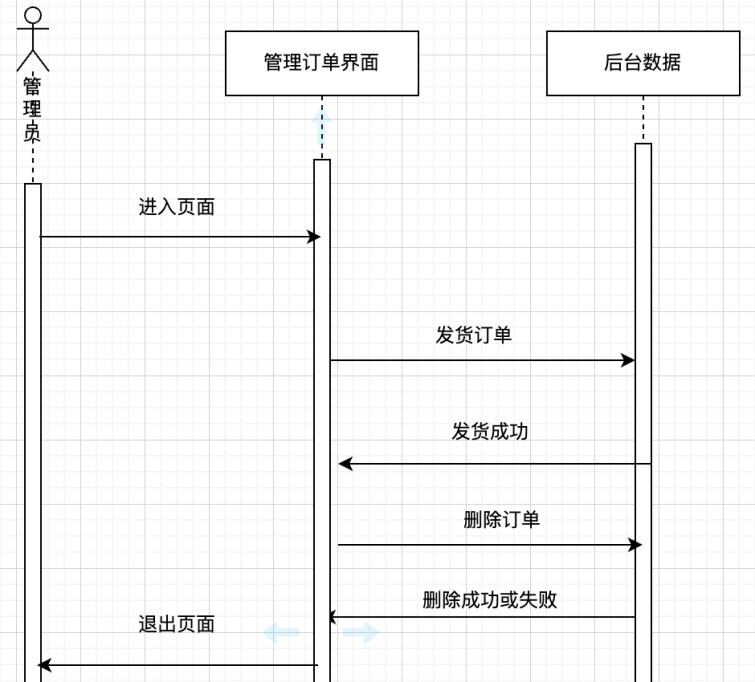 管理员
管理订单界面
后台数据
进入页面
发货订单
发货成功
删除订单
删除成功或失败
退出页面